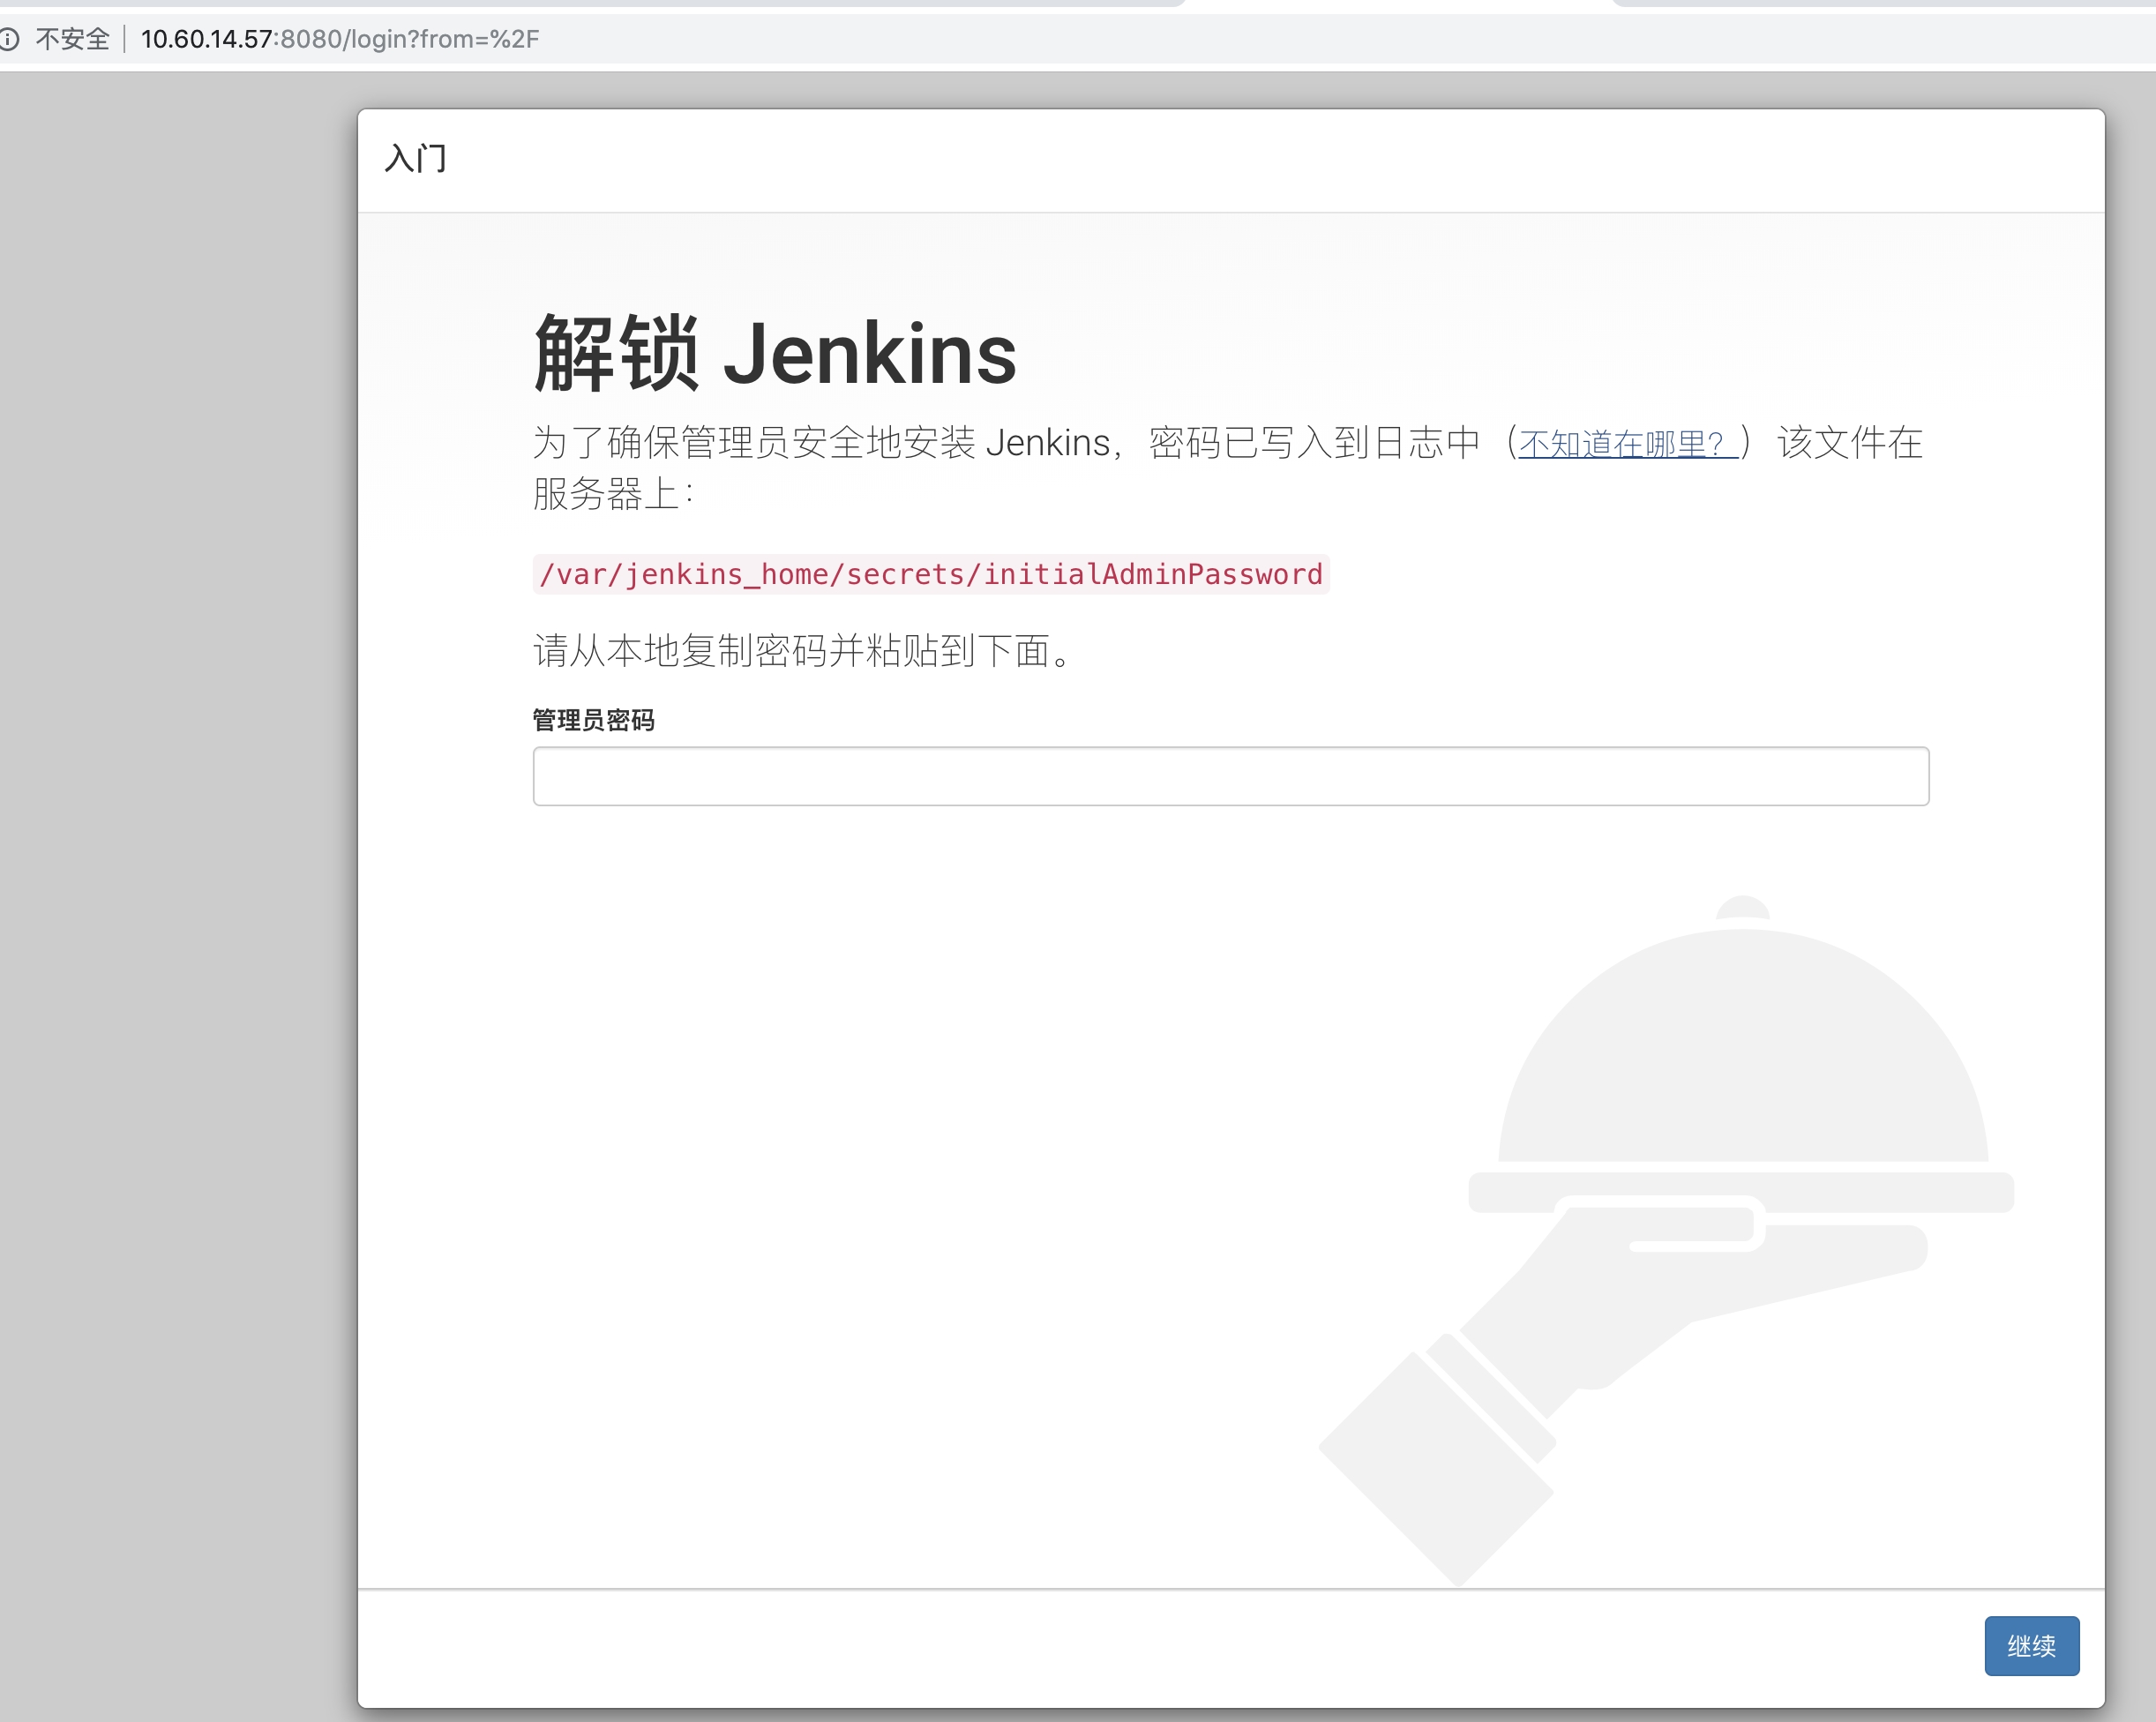 不安全 10.60.14.57:8080/login?from=%2F
入门
解锁 Jenkins
为了确保管理员安全地安装 Jenkins，密码已写入到日志中（不知道在哪里？）该文件在
服务器上：
/var/jenkins_home/secrets/initialAdminPassword
请从本地复制密码并粘贴到下面。
管理员密码
继续